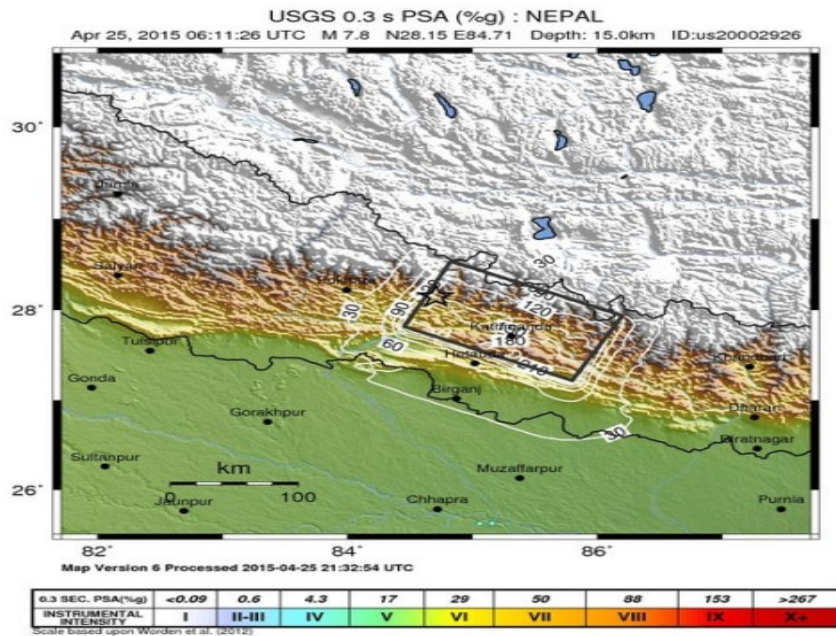 USGS 0.3 s PSA (%g) : NEPAL
Apr 25, 2015 06:11:26 UTC M 7.8 N28.15 E84.71 Depth: 15.0km ID:us20002926
30°
28°
30
30
90
120
180
60
210
Tulsipur
Gonda
Birganj
Gorakhpur
30
Dharan
Biratnagar
Sultanpur
km
Muzaffarpur
26°
0 100
Jaunpur
Chhapra
Purnia
82° 84° 86°
Map Version 6 Processed 2015-04-25 21:32:54 UTC
0.3 SEC. PSA(%g) <0.09 0.6 4.3 17 29 50 88 153 >267
INSTRUMENTAL INTENSITY I II-III IV V VI VII VIII IX X+
Scale based upon Worden et al. (2012)